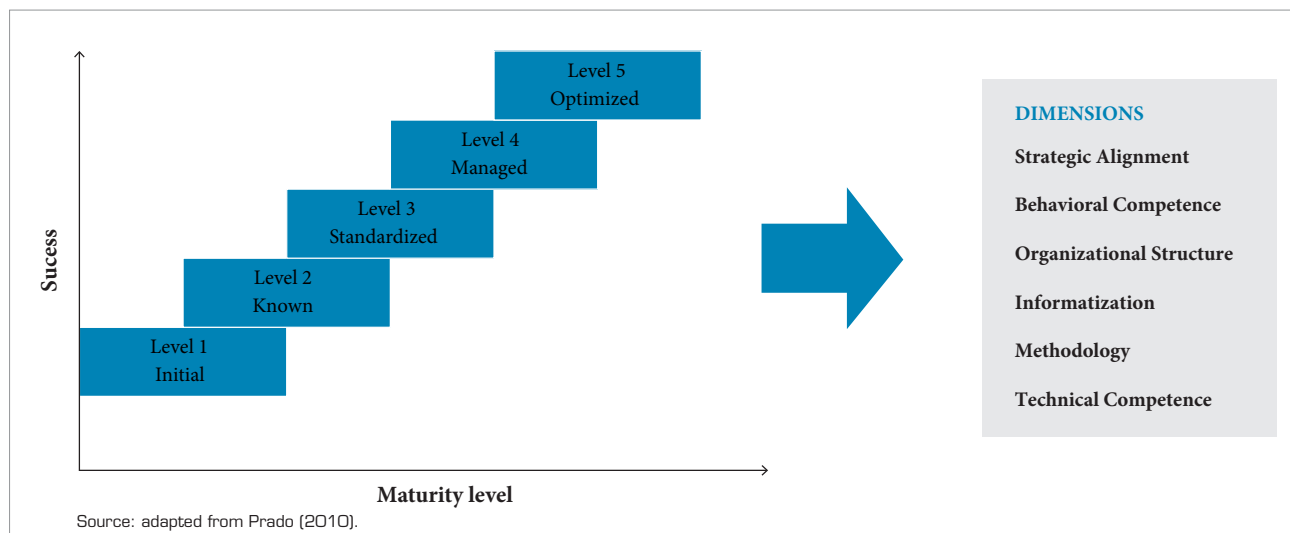 Level 5
Optimized
Level 4
Managed
Level 3
Standardized
Level 2
Known
Level 1
Initial
Sucess
Maturity level
Source: adapted from Prado (2010).
DIMENSIONS
Strategic Alignment
Behavioral Competence
Organizational Structure
Informatization
Methodology
Technical Competence